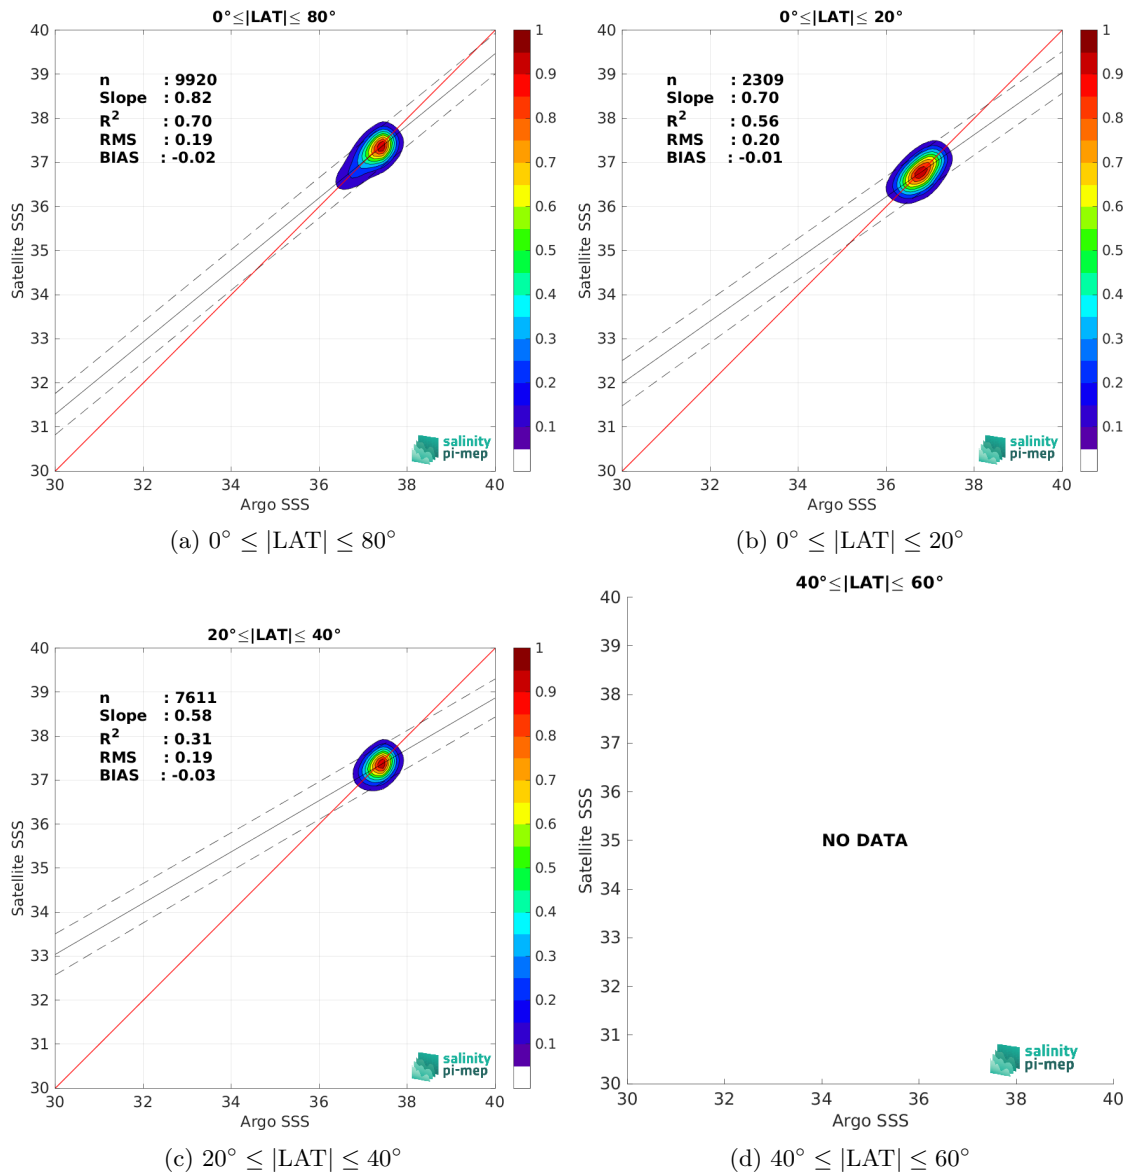 0°≤|LAT|≤ 80°
40
39
38
37
36
35
34
33
32
31
30
Satellite SSS
n : 9920
Slope : 0.82
R2 : 0.70
RMS : 0.19
BIAS : -0.02
salinity
pi-mep
30 32 34 36 38 40
Argo SSS
1
0.9
0.8
0.7
0.6
0.5
0.4
0.3
0.2
0.1
(a) 0° ≤ |LAT| ≤ 80°
0°≤|LAT|≤ 20°
40
39
38
37
36
35
34
33
32
31
30
Satellite SSS
n : 2309
Slope : 0.70
R2 : 0.56
RMS : 0.20
BIAS : -0.01
salinity
pi-mep
30 32 34 36 38 40
Argo SSS
1
0.9
0.8
0.7
0.6
0.5
0.4
0.3
0.2
0.1
(b) 0° ≤ |LAT| ≤ 20°
20°≤|LAT|≤ 40°
40
39
38
37
36
35
34
33
32
31
30
Satellite SSS
n : 7611
Slope : 0.58
R2 : 0.31
RMS : 0.19
BIAS : -0.03
salinity
pi-mep
30 32 34 36 38 40
Argo SSS
1
0.9
0.8
0.7
0.6
0.5
0.4
0.3
0.2
0.1
(c) 20° ≤ |LAT| ≤ 40°
40°≤|LAT|≤ 60°
40
39
38
37
36
35
34
33
32
31
30
Satellite SSS
NO DATA
salinity
pi-mep
30 32 34 36 38 40
Argo SSS
(d) 40° ≤ |LAT| ≤ 60°